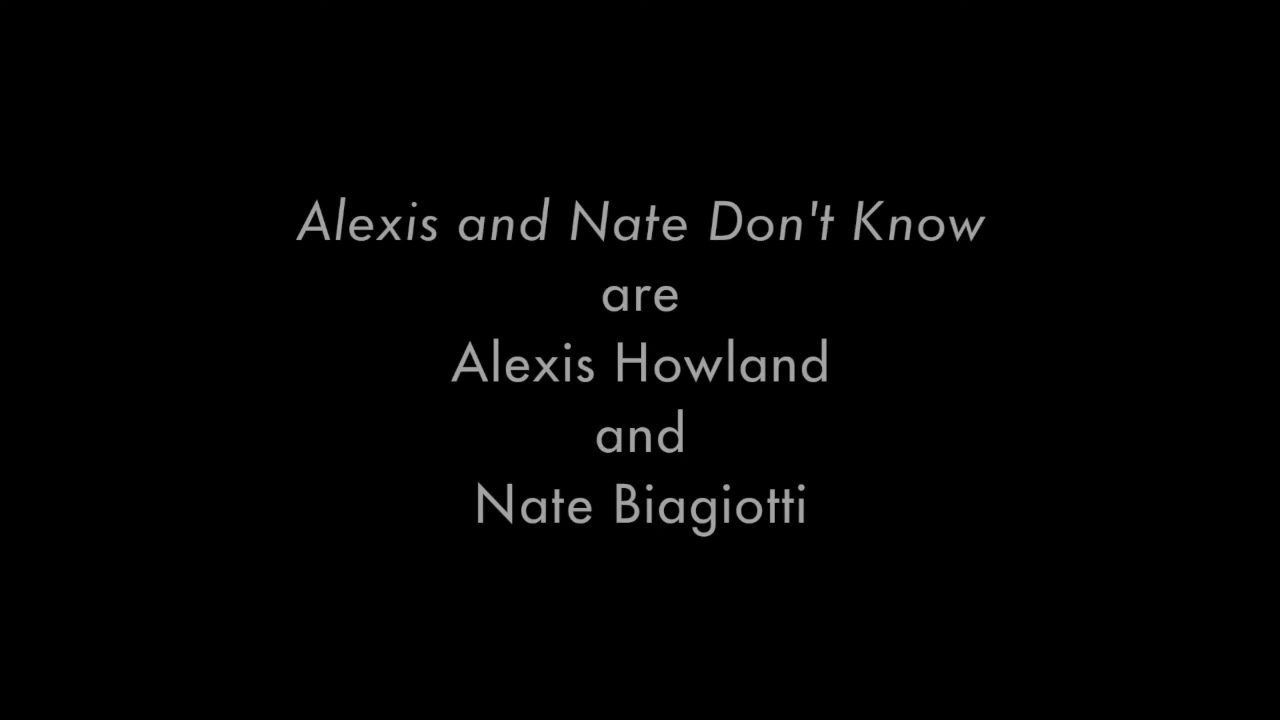 Alexis and Nate Don't Know
are
Alexis Howland
and
Nate Biagiotti